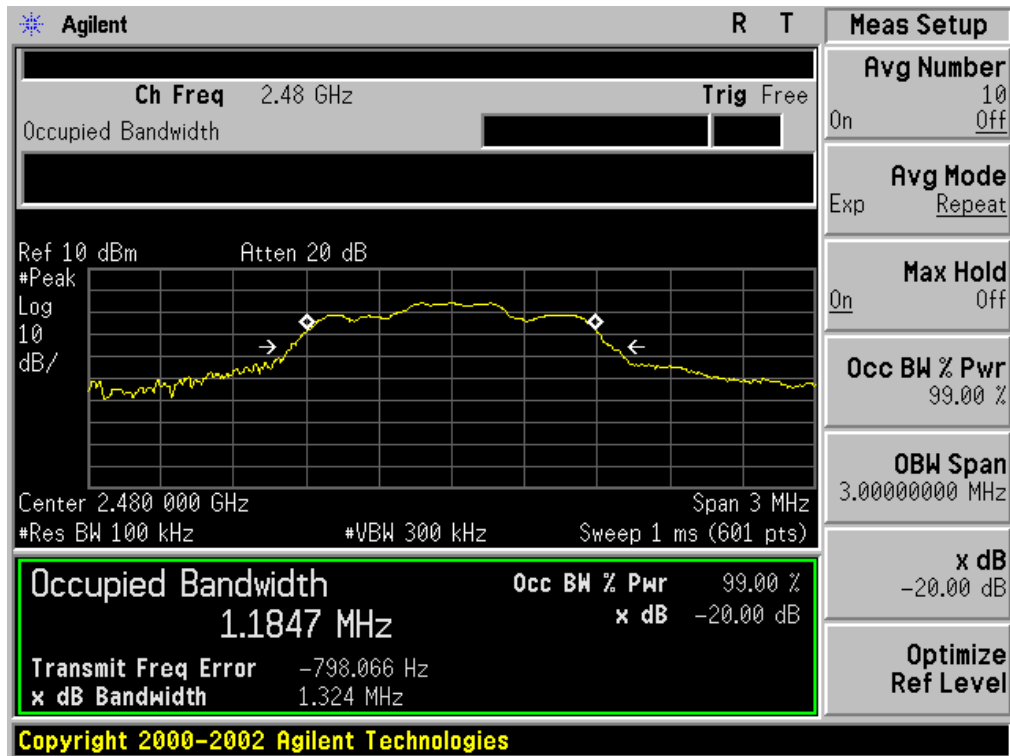 Agilent R T
Ch Freq 2.48 GHz Trig Free
Occupied Bandwidth
Ref 10 dBm Atten 20 dB
#Peak
Log
10
dB/
Center 2.480 000 GHz Span 3 MHz
#Res BW 100 kHz #VBW 300 kHz Sweep 1 ms (601 pts)
Occupied Bandwidth Occ BW % Pwr 99.00 %
1.1847 MHz x dB -20.00 dB
Transmit Freq Error -798.066 Hz
x dB Bandwidth 1.324 MHz
Copyright 2000-2002 Agilent Technologies
Meas Setup
Avg Number
10
On Off
Avg Mode
Exp Repeat
Max Hold
On Off
Occ BW % Pwr
99.00 %
OBW Span
3.00000000 MHz
x dB
-20.00 dB
Optimize
Ref Level